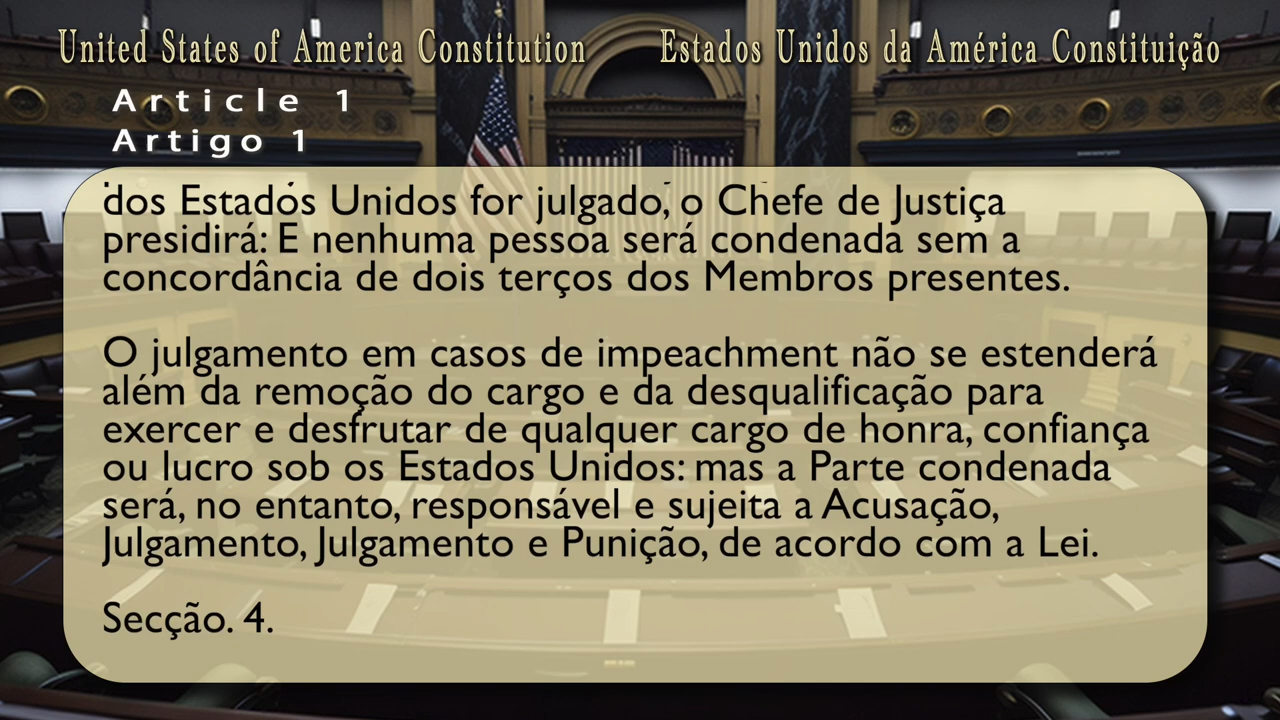 United States of America Constitution
Estados Unidos da América Constituição
Article 1
Artigo 1
dos Estados Unidos for julgado, o Chefe de Justiça
presidirá: E nenhuma pessoa será condenada sem a
concordância de dois terços dos Membros presentes.
O julgamento em casos de impeachment não se estenderá
além da remoção do cargo e da desqualificação para
exercer e desfrutar de qualquer cargo de honra, confiança
ou lucro sob os Estados Unidos: mas a Parte condenada
será, no entanto, responsável e sujeita a Acusação,
Julgamento, Julgamento e Punição, de acordo com a Lei.
Secção. 4.